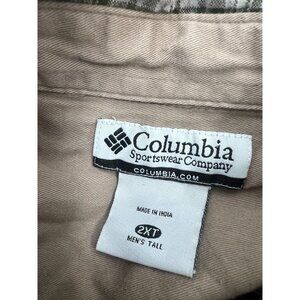 Columbia
Sportswear Company
COLUMBIA.COM
MADE IN INDIA
2XT
MEN'S TALL